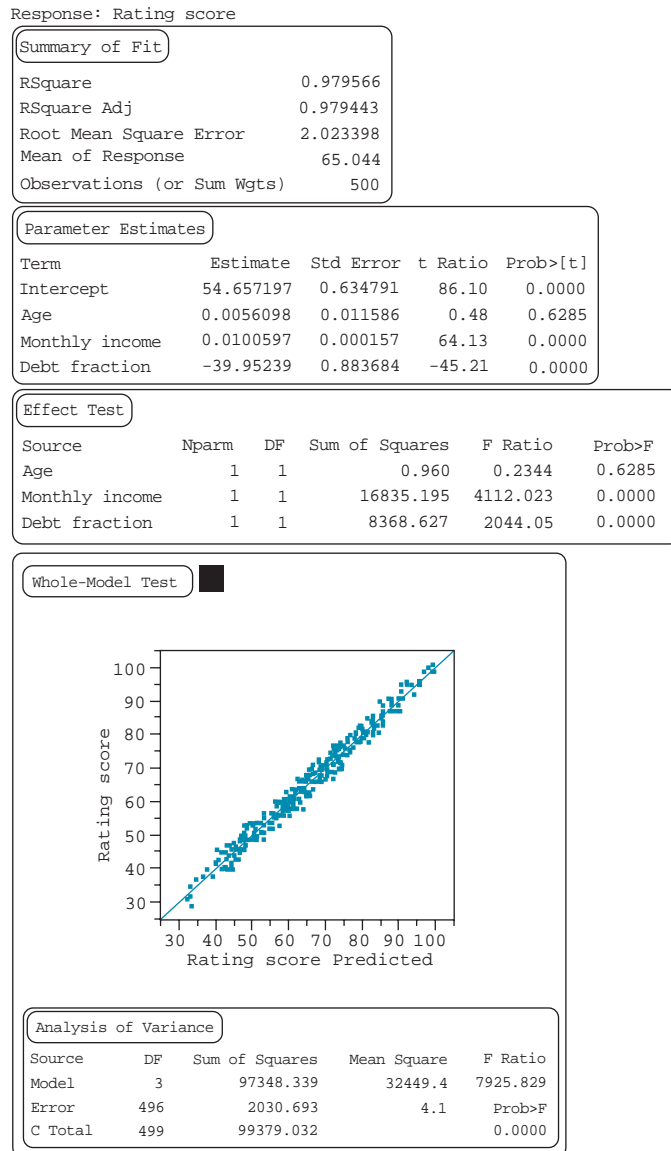 Response: Rating score
Summary of Fit
RSquare 0.979566
RSquare Adj 0.979443
Root Mean Square Error 2.023398
Mean of Response 65.044
Observations (or Sum Wgts) 500
Parameter Estimates
Term Estimate Std Error t Ratio Prob>[t]
Intercept 54.657197 0.634791 86.10 0.0000
Age 0.0056098 0.011586 0.48 0.6285
Monthly income 0.0100597 0.000157 64.13 0.0000
Debt fraction -39.95239 0.883684 -45.21 0.0000
Effect Test
Source Nparm DF Sum of Squares F Ratio Prob>F
Age 1 1 0.960 0.2344 0.6285
Monthly income 1 1 16835.195 4112.023 0.0000
Debt fraction 1 1 8368.627 2044.05 0.0000
Whole-Model Test
Rating score
100
90
80
70
60
50
40
30
30 40 50 60 70 80 90 100
Rating score Predicted
Analysis of Variance
Source DF Sum of Squares Mean Square F Ratio
Model 3 97348.339 32449.4 7925.829
Error 496 2030.693 4.1 Prob>F
C Total 499 99379.032 0.0000